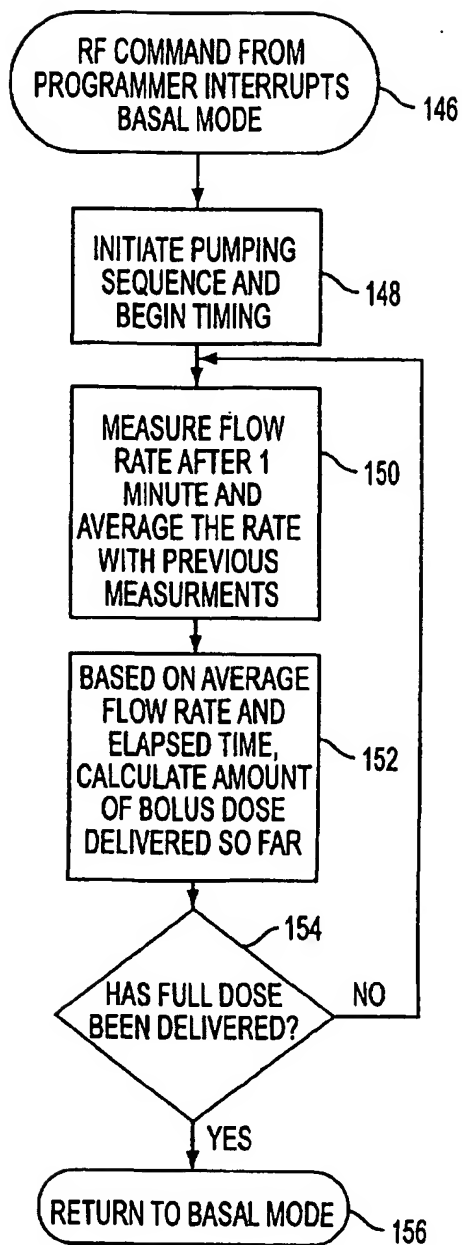 RF COMMAND FROM
PROGRAMMER INTERRUPTS
BASAL MODE
146
INITIATE PUMPING
SEQUENCE AND
BEGIN TIMING
148
MEASURE FLOW
RATE AFTER 1
MINUTE AND
AVERAGE THE RATE
WITH PREVIOUS
MEASURMENTS
150
BASED ON AVERAGE
FLOW RATE AND
ELAPSED TIME,
CALCULATE AMOUNT
OF BOLUS DOSE
DELIVERED SO FAR
152
154
HAS FULL DOSE
BEEN DELIVERED?
NO
YES
RETURN TO BASAL MODE
156